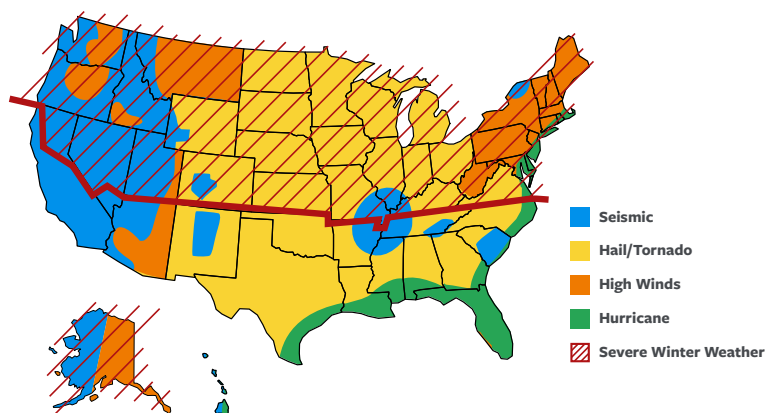 Seismic
Hail/Tornado
High Winds
Hurricane
Severe Winter Weather